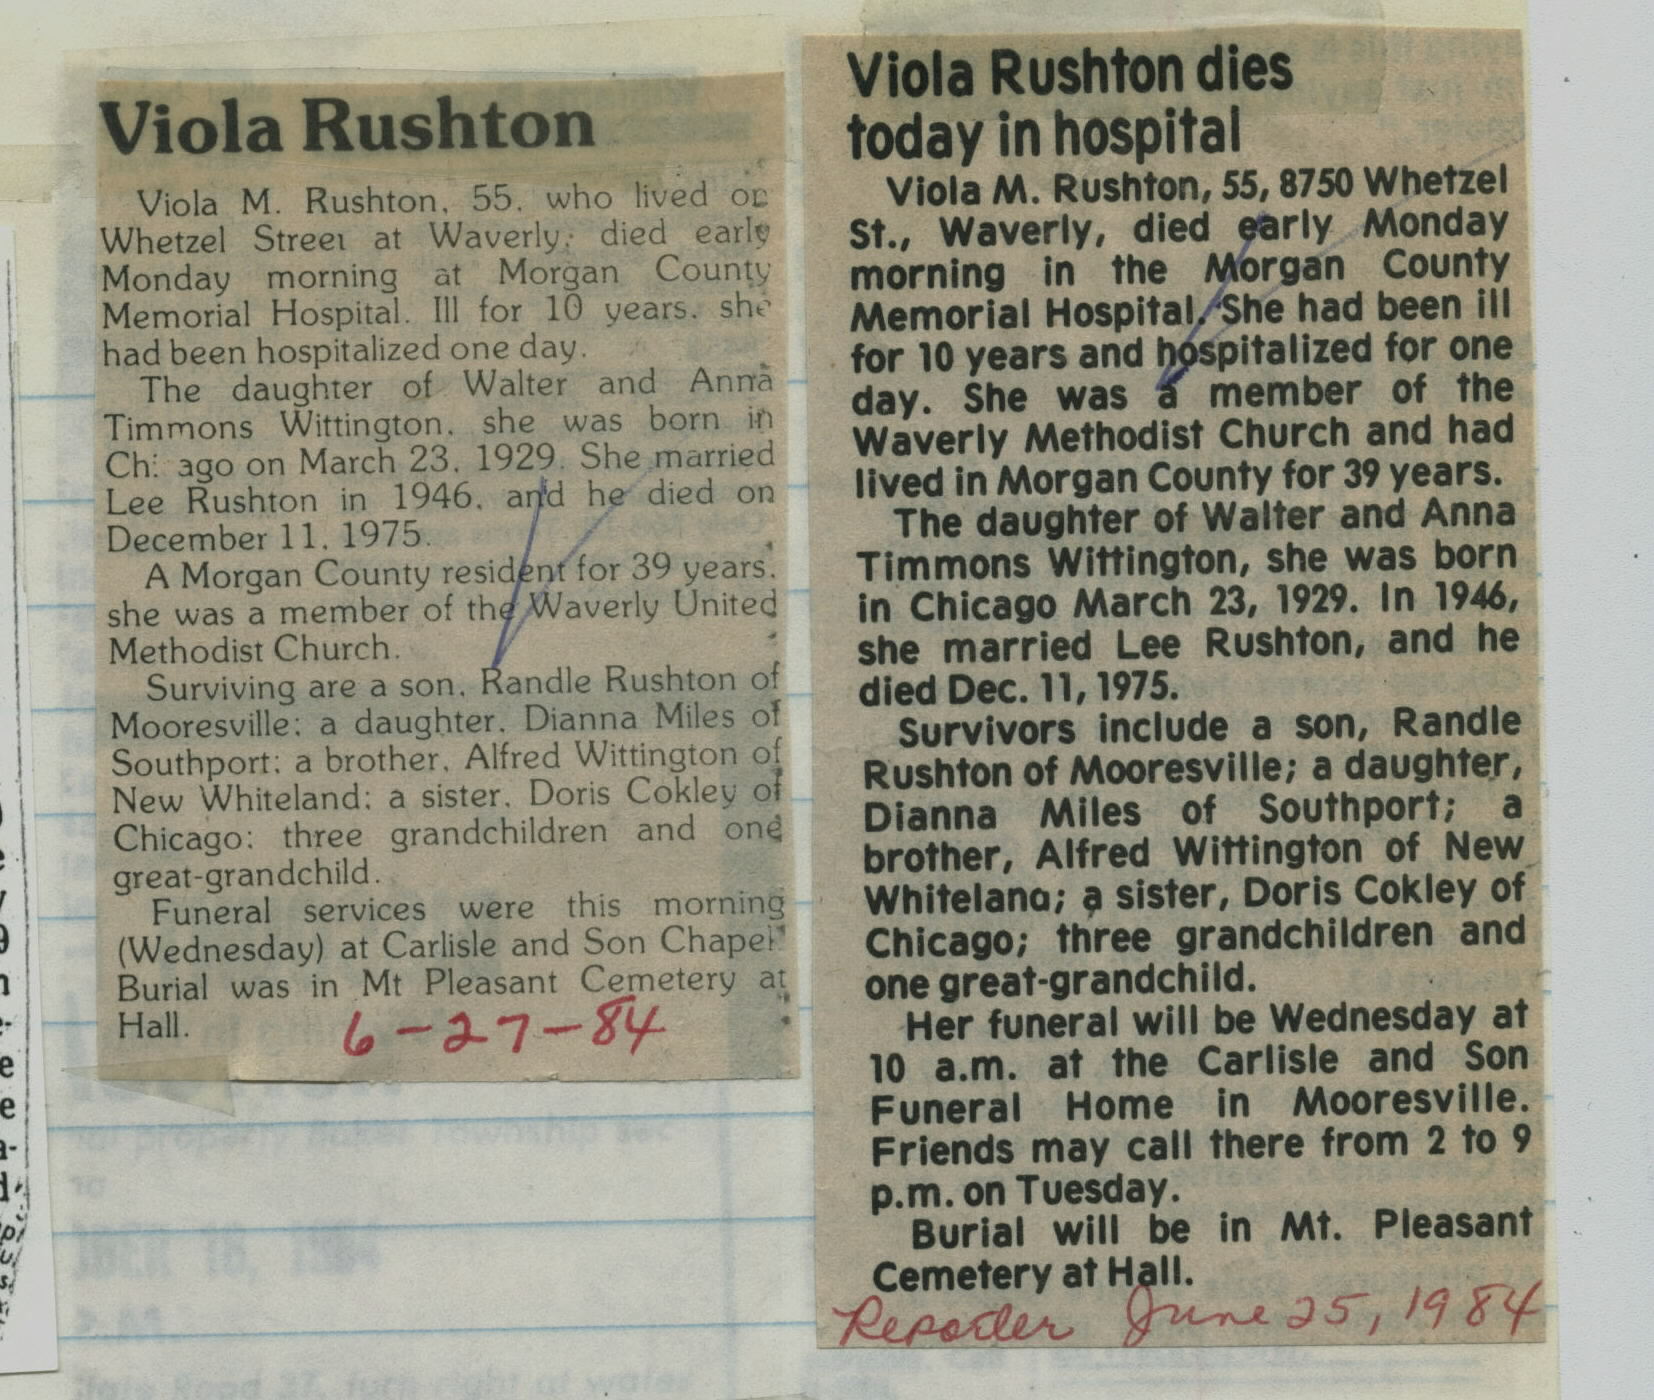 Viola Rushton
Viola M. Rushton, 55, who lived on
Whetzel Street at Waverly, died early
Monday morning at Morgan County
Memorial Hospital. Ill for 10 years, she
had been hospitalized one day.
The daughter of Walter and Anna
Timmons Wittington, she was born in
Chi ago on March 23, 1929. She married
Lee Rushton in 1946, and he died on
December 11, 1975.
A Morgan County resident for 39 years,
she was a member of the Waverly United
Methodist Church.
Surviving are a son, Randle Rushton of
Mooresville; a daughter, Dianna Miles of
Southport; a brother, Alfred Wittington of
New Whiteland; a sister, Doris Cokley of
Chicago; three grandchildren and one
great-grandchild.
Funeral services were this morning
(Wednesday) at Carlisle and Son Chapel.
Burial was in Mt Pleasant Cemetery at
Hall.
6-27-84
Viola Rushton dies
today in hospital
Viola M. Rushton, 55, 8750 Whetzel
St., Waverly, died early Monday
morning in the Morgan County
Memorial Hospital. She had been ill
for 10 years and hospitalized for one
day. She was a member of the
Waverly Methodist Church and had
lived in Morgan County for 39 years.
The daughter of Walter and Anna
Timmons Wittington, she was born
in Chicago March 23, 1929. In 1946,
she married Lee Rushton, and he
died Dec. 11, 1975.
Survivors include a son, Randle
Rushton of Mooresville; a daughter,
Dianna Miles of Southport; a
brother, Alfred Wittington of New
Whiteland; a sister, Doris Cokley of
Chicago; three grandchildren and
one great-grandchild.
Her funeral will be Wednesday at
10 a.m. at the Carlisle and Son
Funeral Home in Mooresville.
Friends may call there from 2 to 9
p.m. on Tuesday.
Burial will be in Mt. Pleasant
Cemetery at Hall.
Reporter June 25, 1984